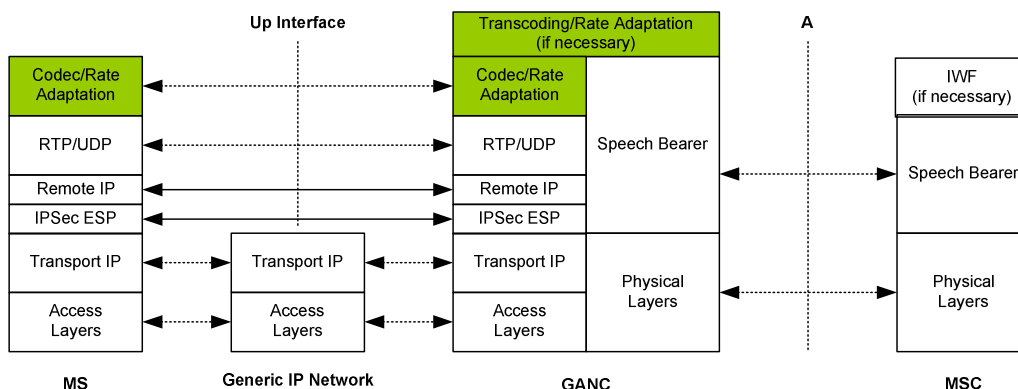 Up Interface
Transcoding/Rate Adaptation
(if necessary)
A
Codec/Rate
Adaptation
Codec/Rate
Adaptation
IWF
(if necessary)
RTP/UDP
RTP/UDP
Speech Bearer
Speech Bearer
Remote IP
Remote IP
IPSec ESP
IPSec ESP
Transport IP
Transport IP
Transport IP
Physical
Layers
Physical
Layers
Access
Layers
Access
Layers
Access
Layers
MS
Generic IP Network
GANC
MSC